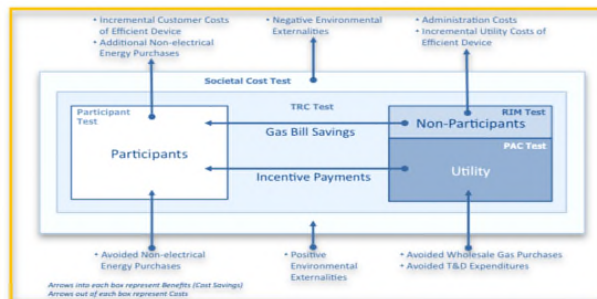 • Incremental Customer Costs
of Efficient Device
• Additional Non-electrical
Energy Purchases
• Negative Environmental
Externalities
• Administration Costs
• Incremental Utility Costs of
Efficient Device
Societal Cost Test
TRC Test
Participant
Test
RIM Test
Participants
Gas Bill Savings
Non-Participants
PAC Test
Incentive Payments
Utility
• Avoided Non-electrical
Energy Purchases
• Positive
Environmental
Externalities
• Avoided Wholesale Gas Purchases
• Avoided T&D Expenditures
Arrows into each box represent Benefits (Cost Savings)
Arrows out of each box represent Costs